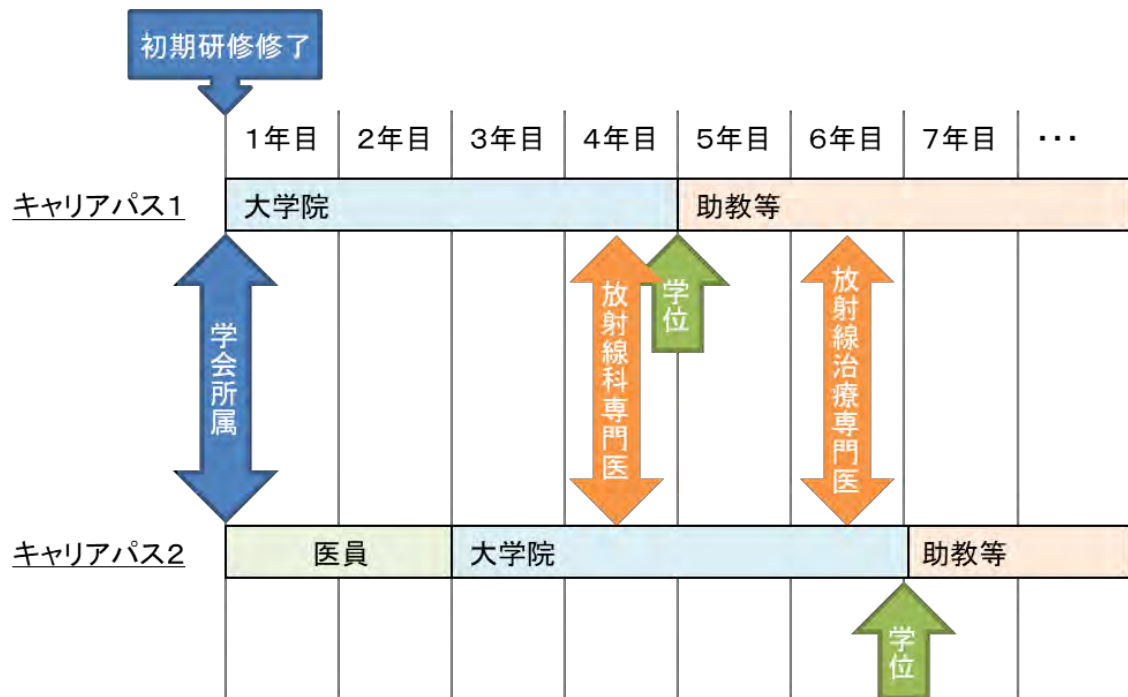 初期研修修了
1年目 2年目 3年目 4年目 5年目 6年目 7年目 ・・・
キャリアパス1
大学院
助教等
学会所属
放射線科専門医
学位
放射線治療専門医
キャリアパス2
医員
大学院
助教等
学位